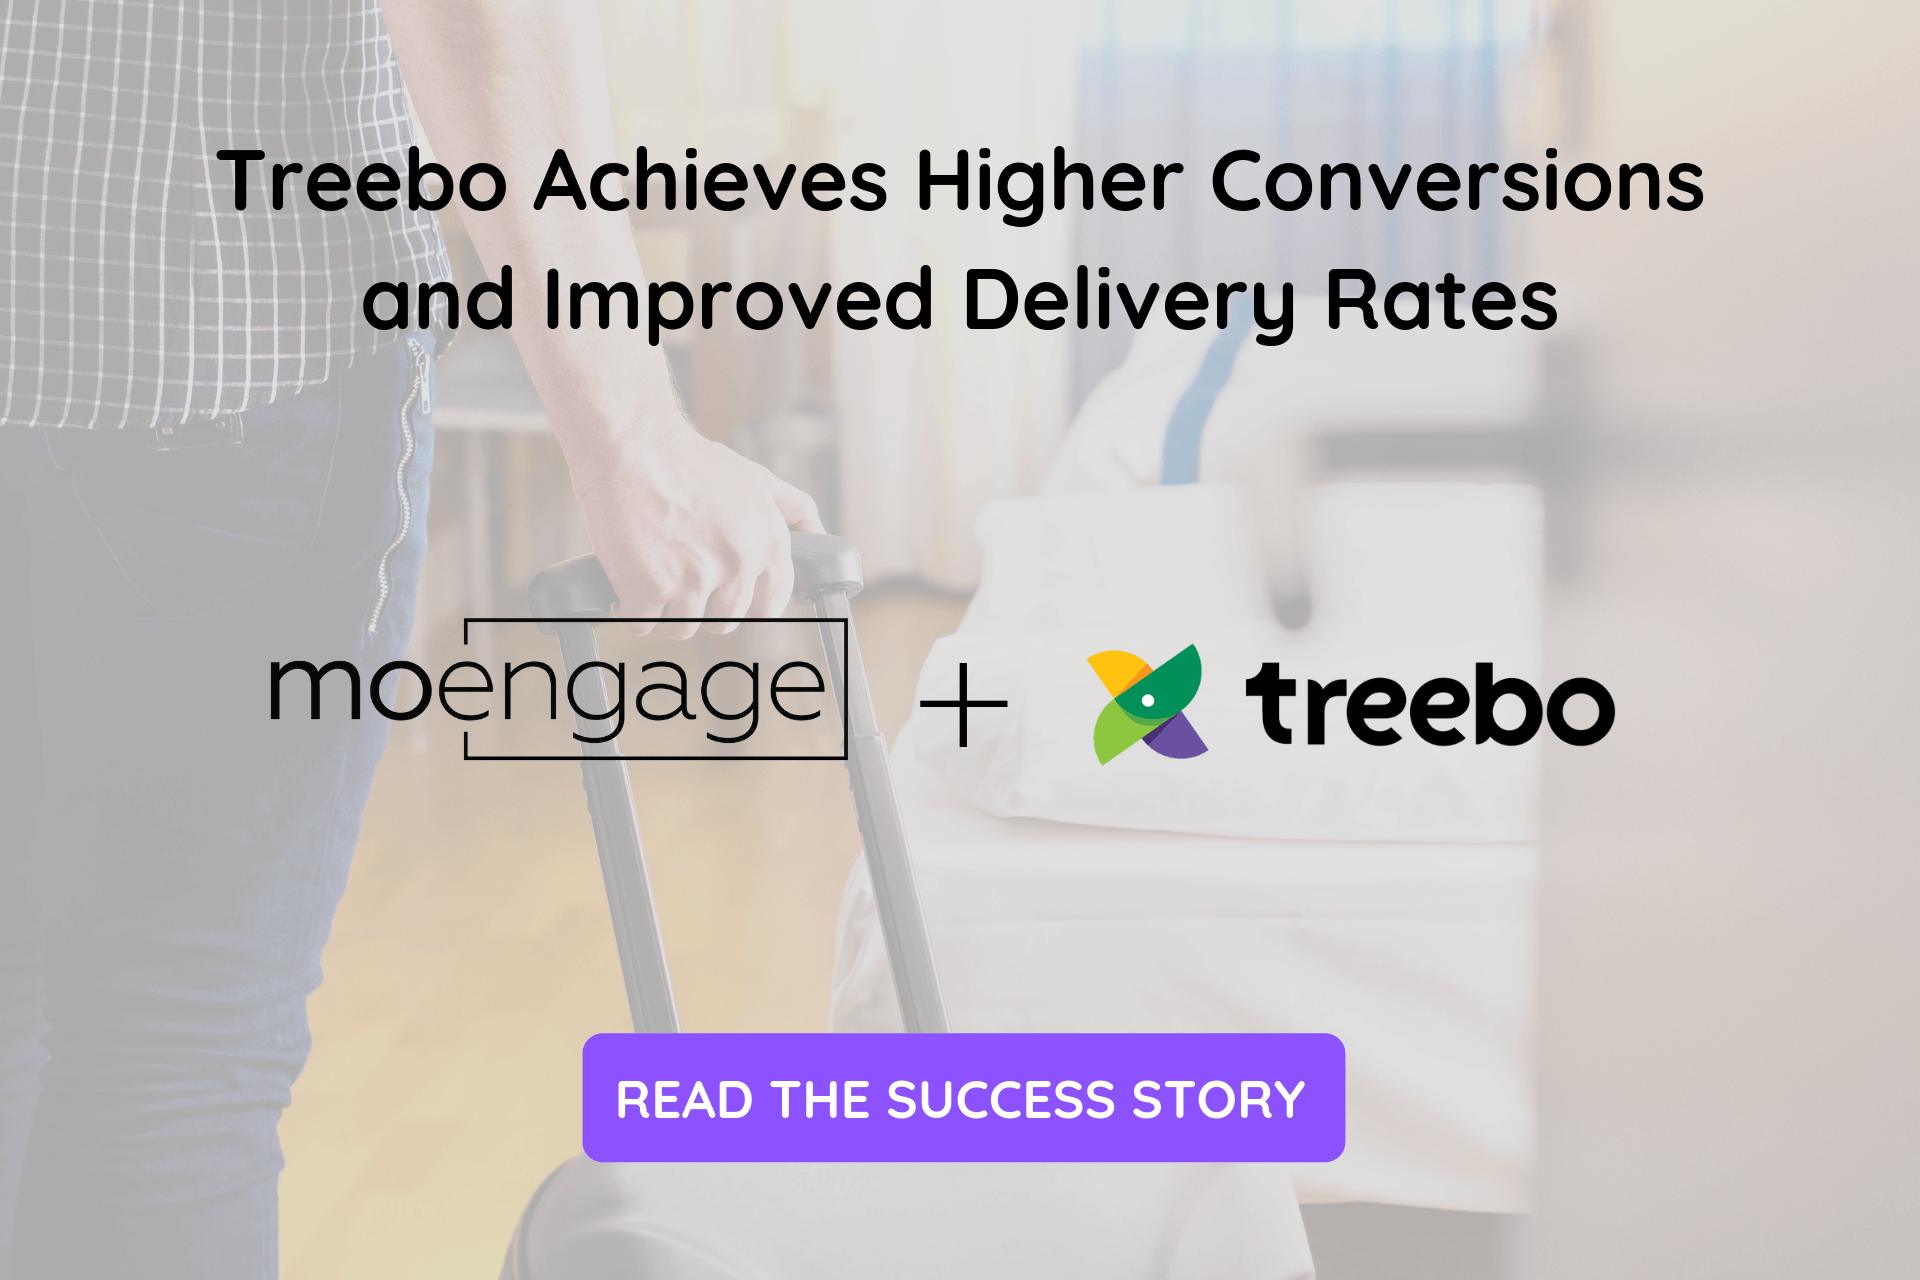 Treebo Achieves Higher Conversions
and Improved Delivery Rates
moengage + treebo
READ THE SUCCESS STORY